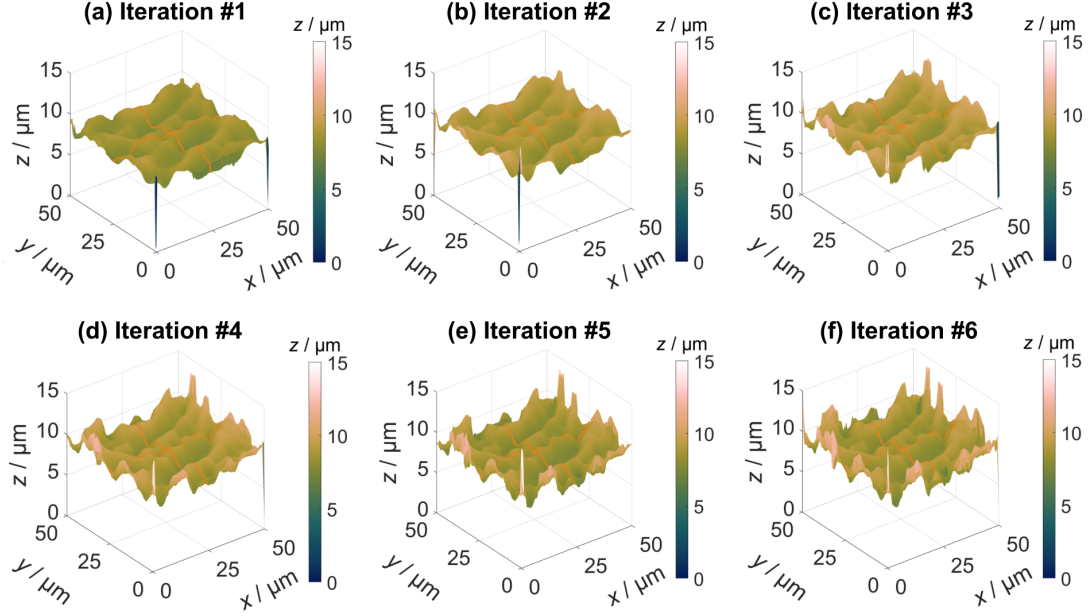 (a) Iteration #1
z / µm
15
10
5
0
z / µm
15
10
5
0
50
25
0
y / µm
0
25
50
x / µm
(b) Iteration #2
z / µm
15
10
5
0
z / µm
15
10
5
0
50
25
0
y / µm
0
25
50
x / µm
(c) Iteration #3
z / µm
15
10
5
0
z / µm
15
10
5
0
50
25
0
y / µm
0
25
50
x / µm
(d) Iteration #4
z / µm
15
10
5
0
z / µm
15
10
5
0
50
25
0
y / µm
0
25
50
x / µm
(e) Iteration #5
z / µm
15
10
5
0
z / µm
15
10
5
0
50
25
0
y / µm
0
25
50
x / µm
(f) Iteration #6
z / µm
15
10
5
0
z / µm
15
10
5
0
50
25
0
y / µm
0
25
50
x / µm